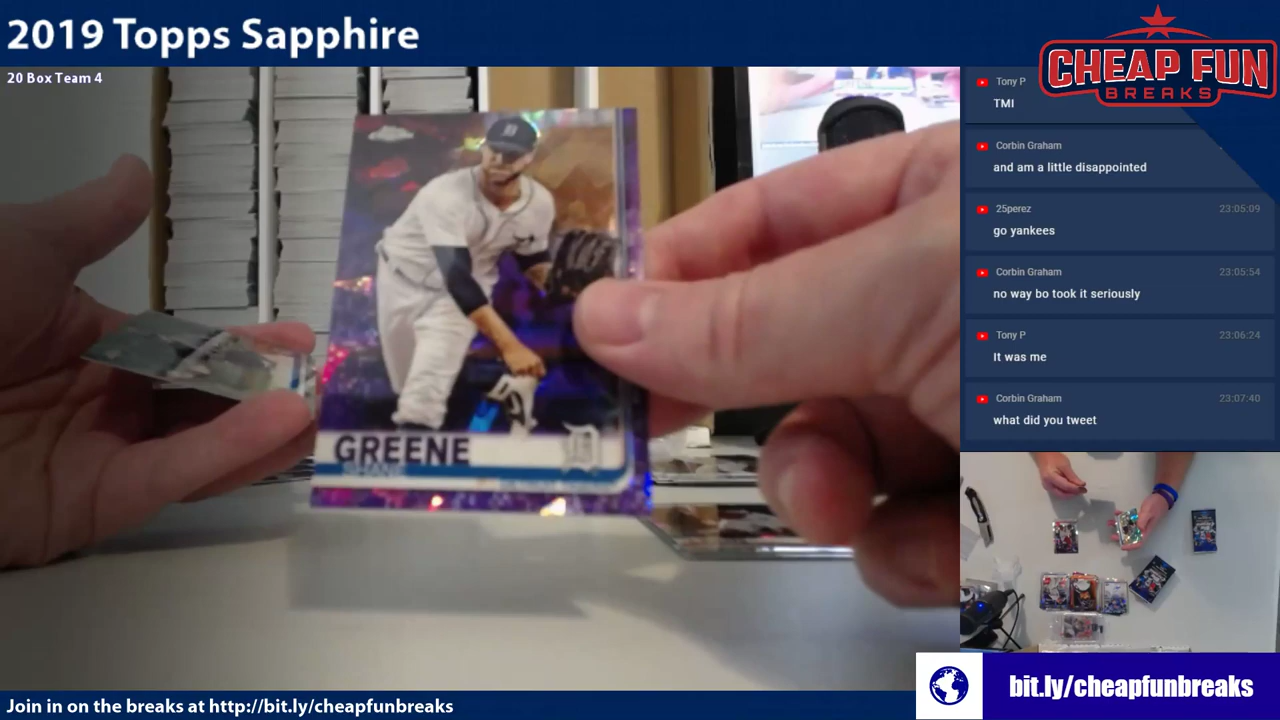 2019 Topps Sapphire
20 Box Team 4
CHEAP FUN
BREAKS
Tony P
TMI
Corbin Graham
and am a little disappointed
25perez 23:05:09
go yankees
Corbin Graham 23:05:54
no way bo took it seriously
Tony P 23:06:24
It was me
Corbin Graham 23:07:40
what did you tweet
D
GREENE
D
bit.ly/cheapfunbreaks
Join in on the breaks at http://bit.ly/cheapfunbreaks